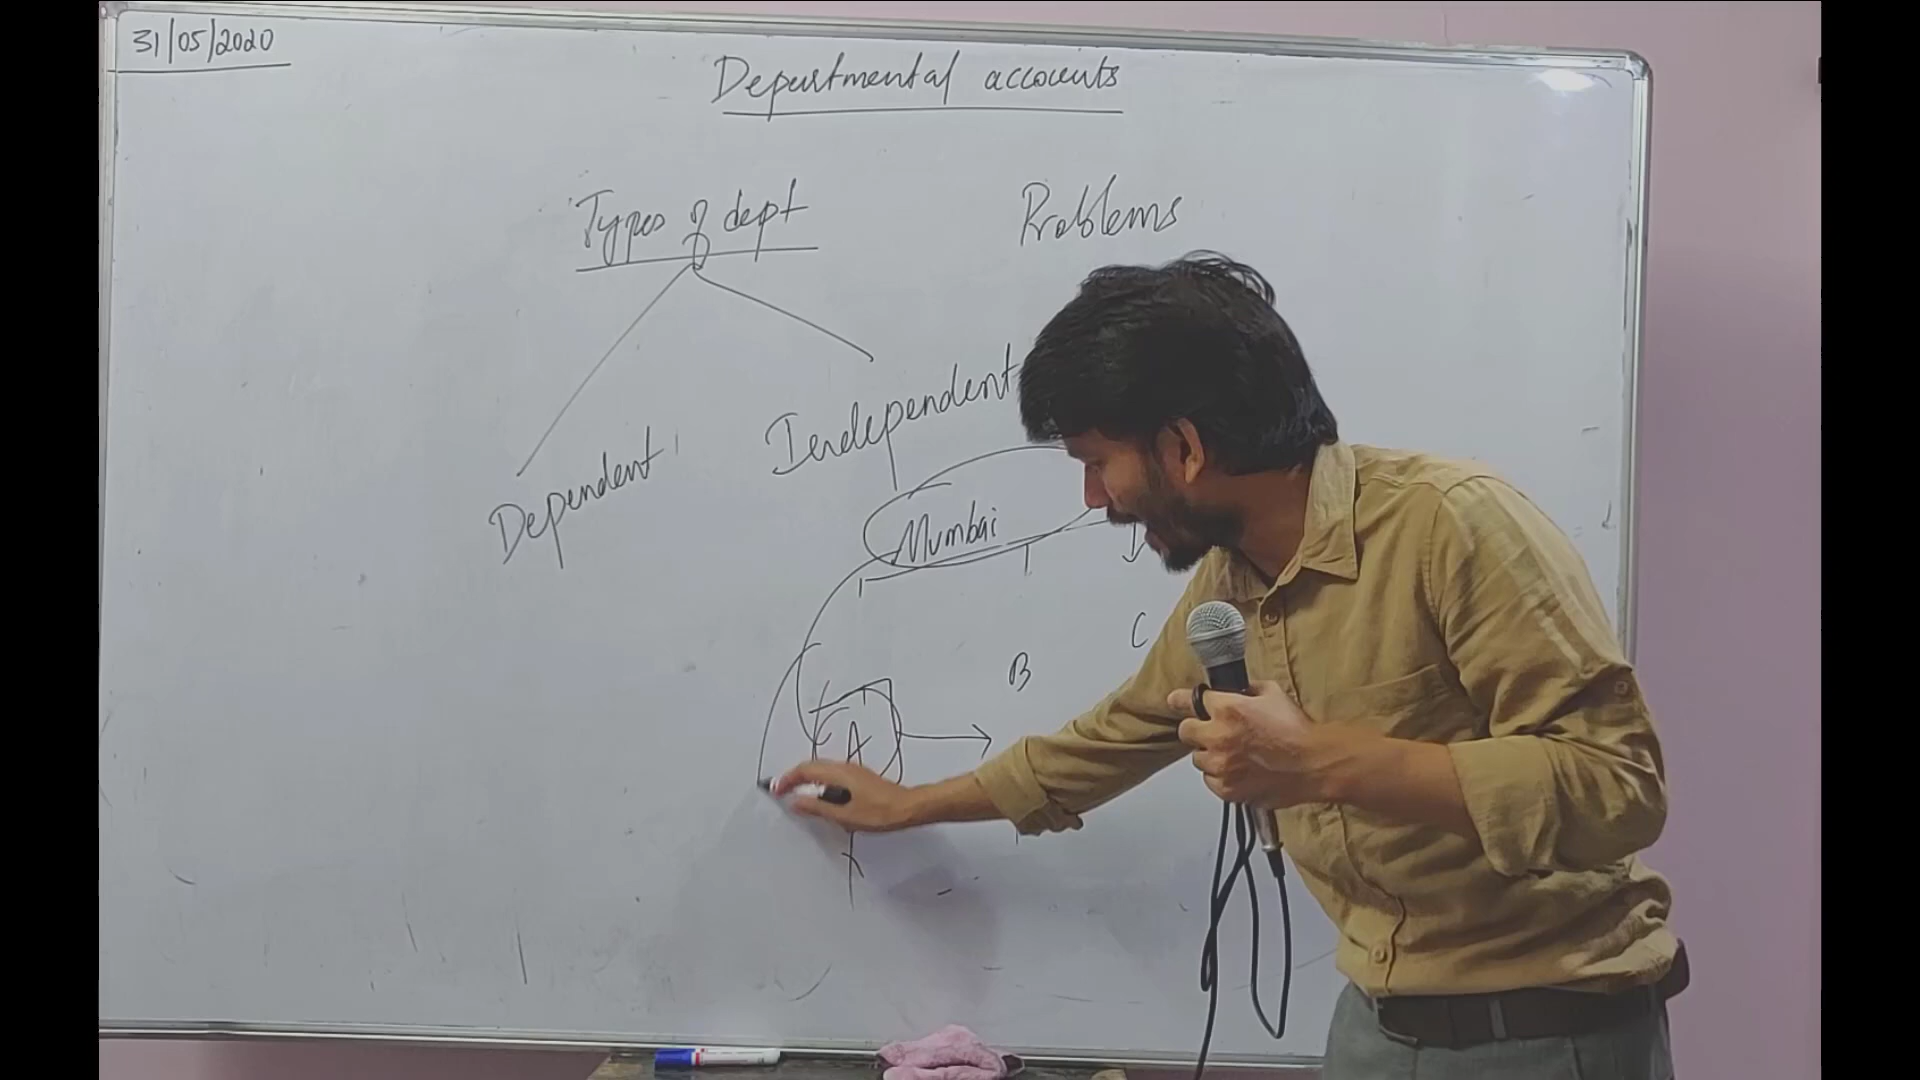 31/05/2020
Departmental accounts
Types of dept
Problems
Dependent
Independent
Mumbai
A
B
C